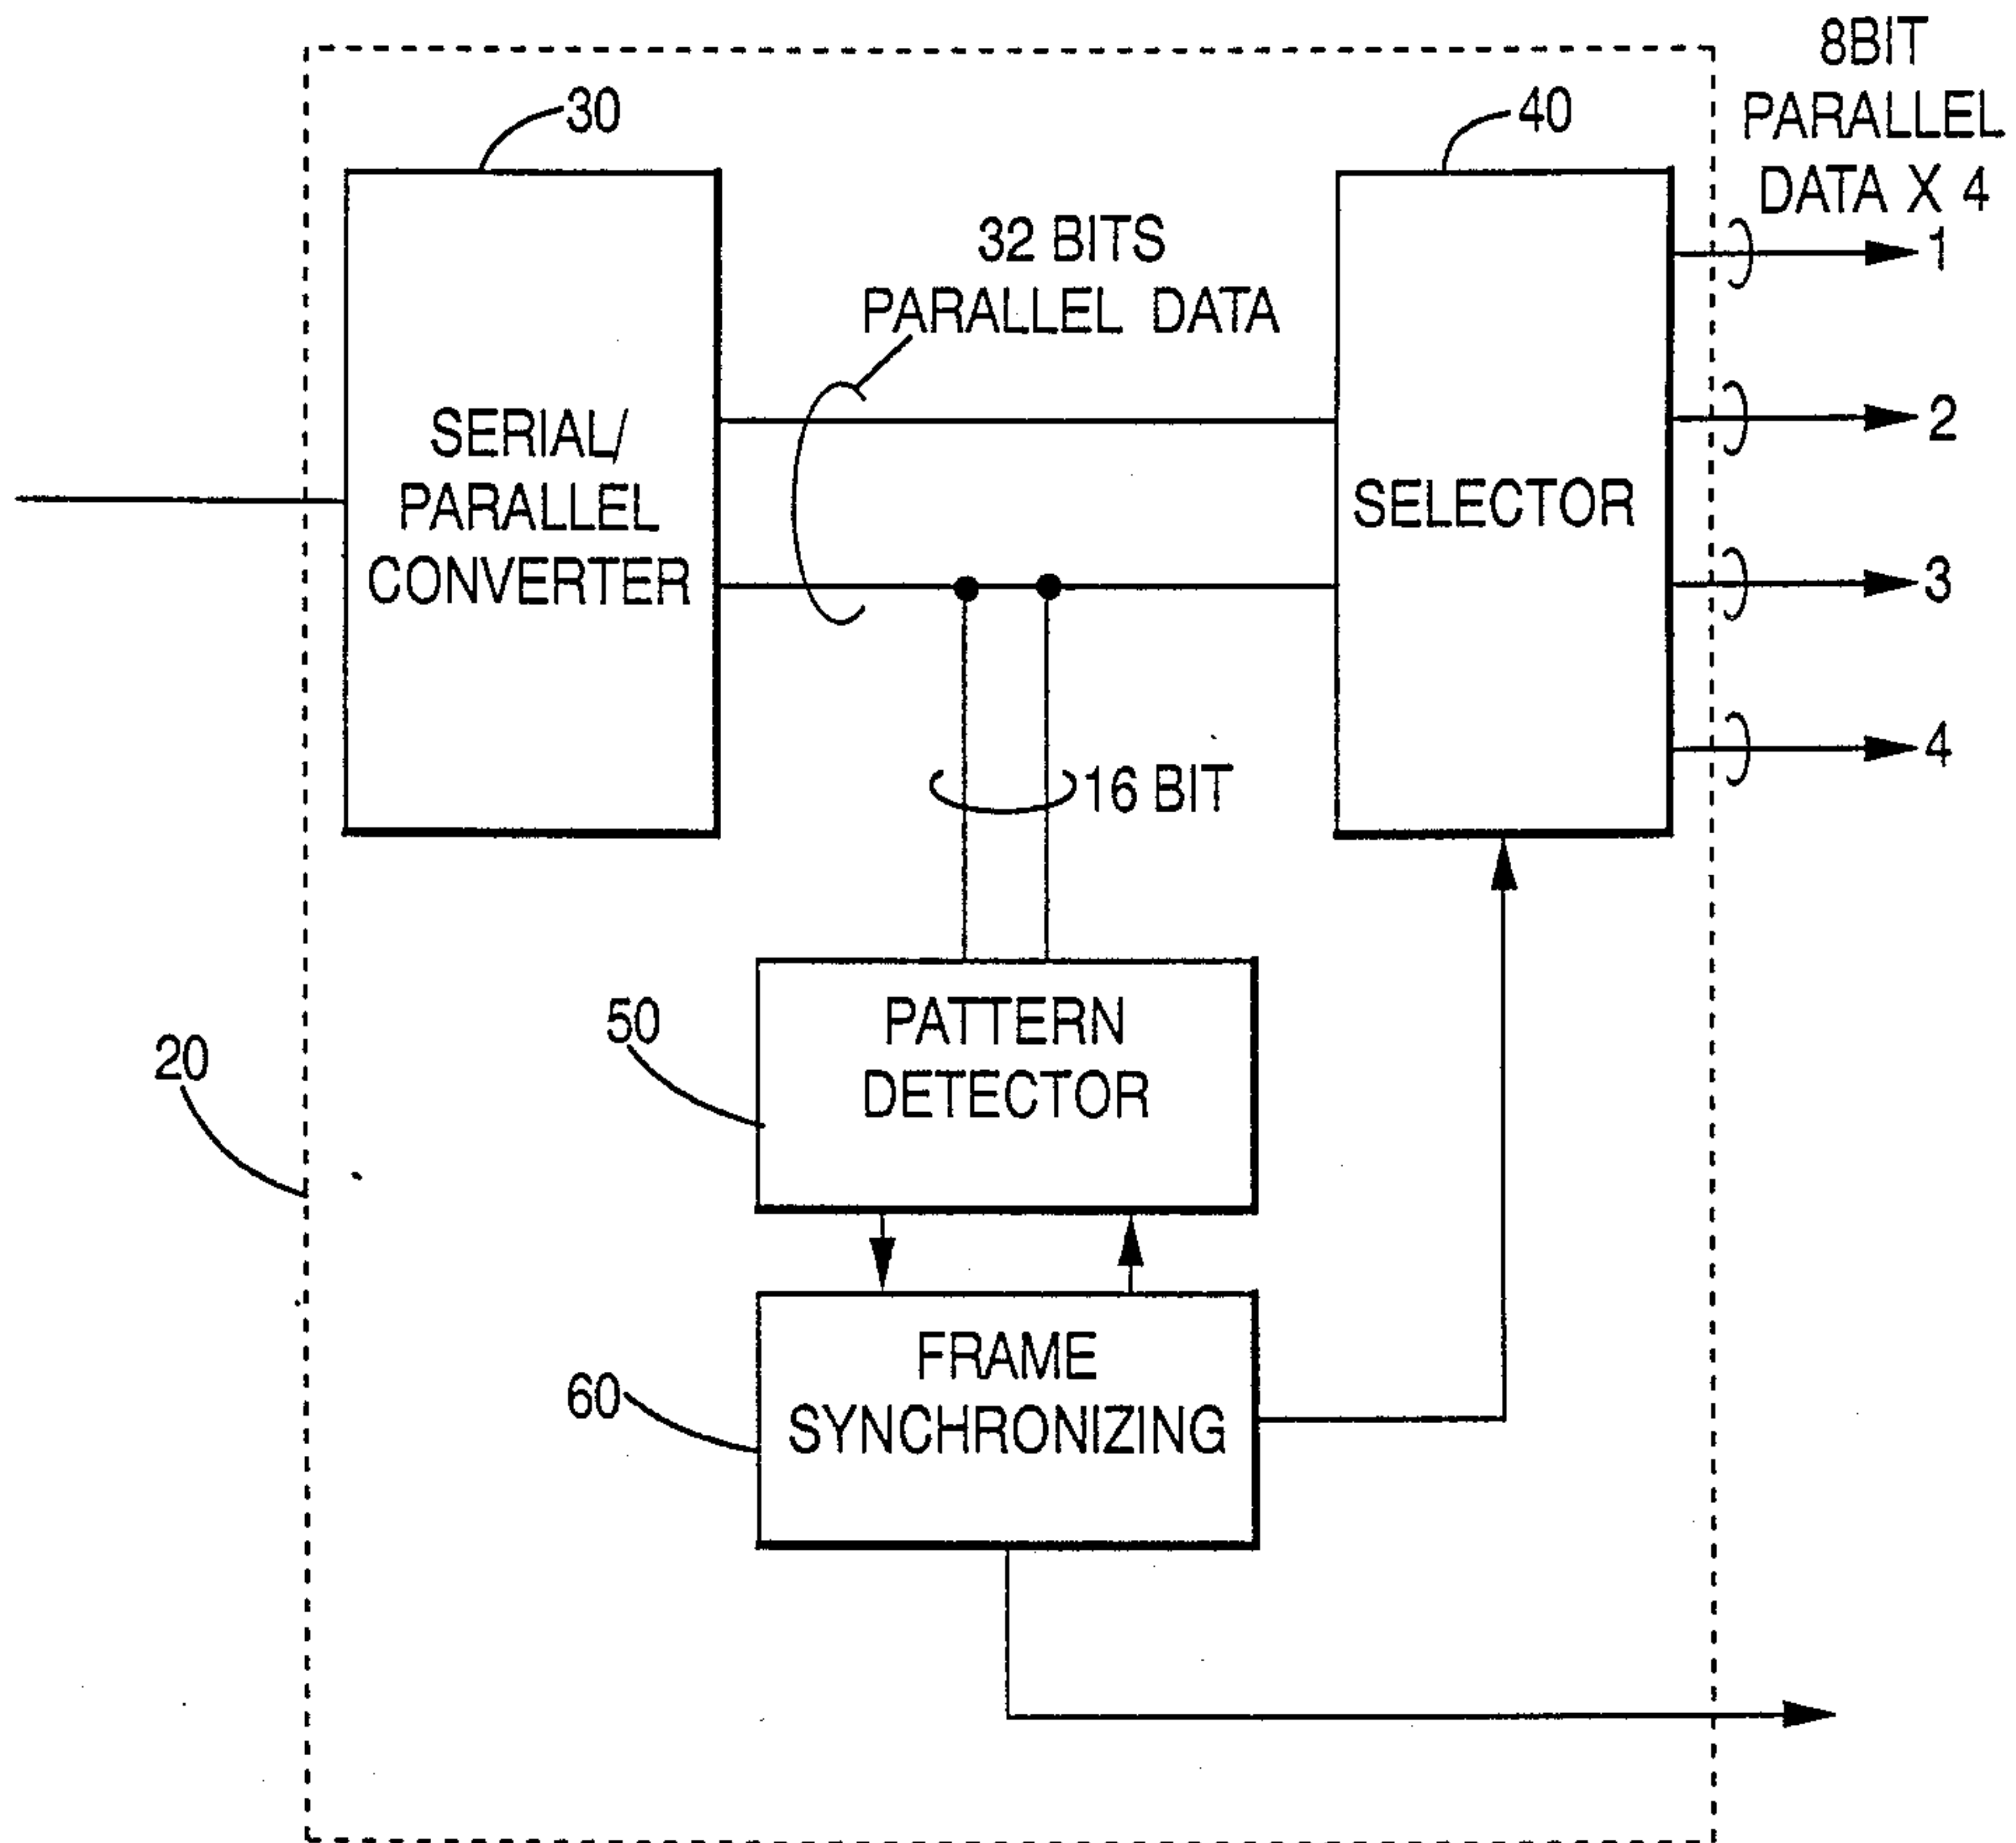 8BIT
PARALLEL
DATA X 4
30
40
32 BITS
PARALLEL DATA
1
SERIAL/
PARALLEL
CONVERTER
SELECTOR
2
3
4
16 BIT
50
PATTERN
DETECTOR
20
60
FRAME
SYNCHRONIZING